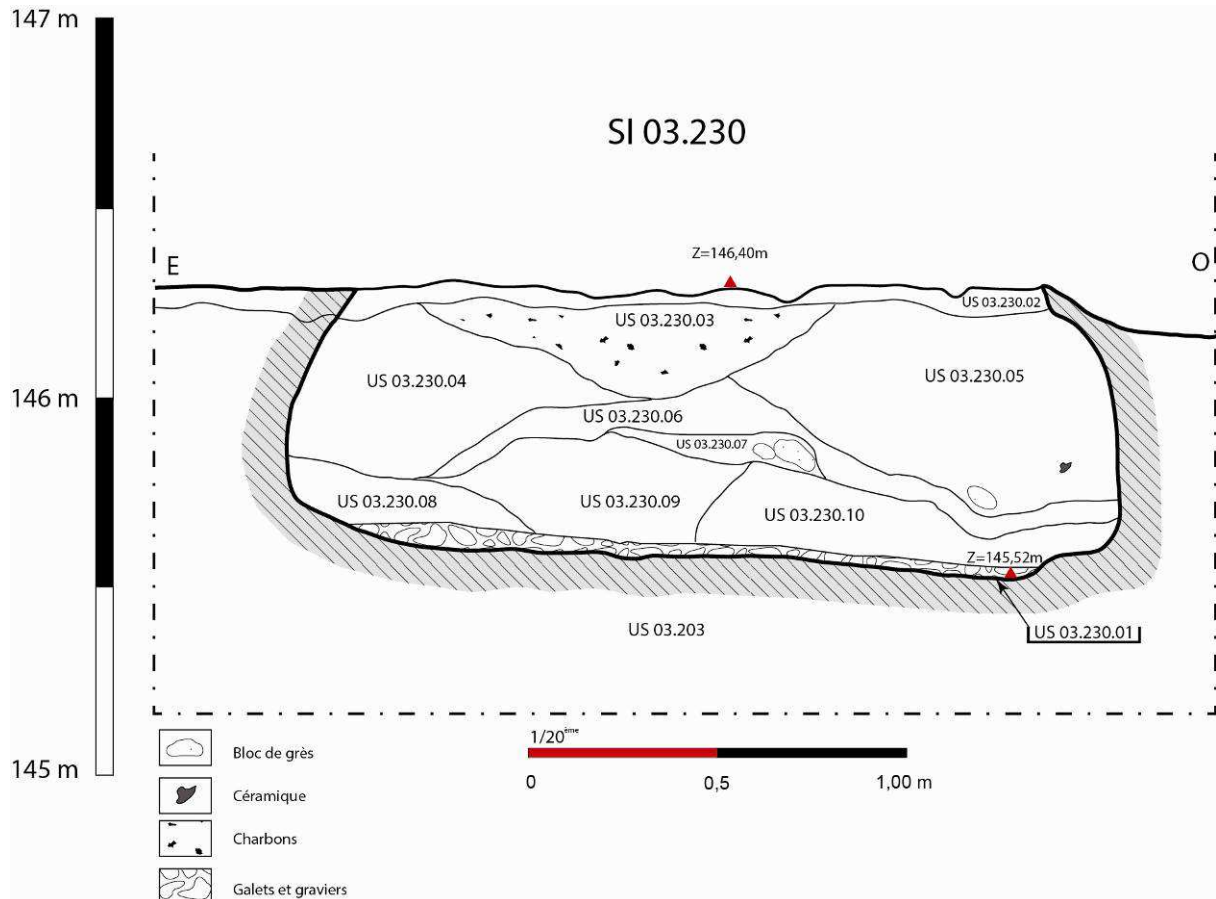 147 m
SI 03.230
Z=146,40m
E
O
US 03.230.02
US 03.230.03
US 03.230.04
US 03.230.05
146 m
US 03.230.06
US 03.230.07
US 03.230.08
US 03.230.09
US 03.230.10
Z=145,52m
US 03.203
US 03.230.01
145 m
1/20ème
0
0,5
1,00 m
Bloc de grès
Céramique
Charbons
Galets et graviers